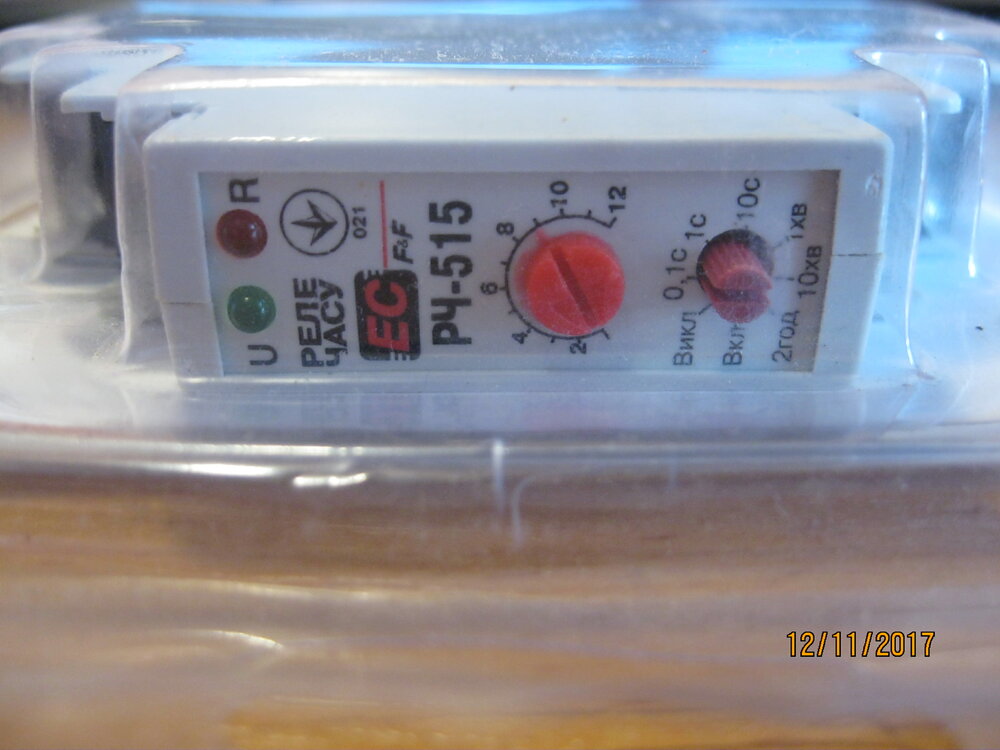 U R
РЕЛЕ
ЧАСУ
021
ЕС F&F
РЧ-515
2 4 6 8 10 12
Викл 0,1с 1с 10с
Вкл 1хв
2год 10хв
12/11/2017